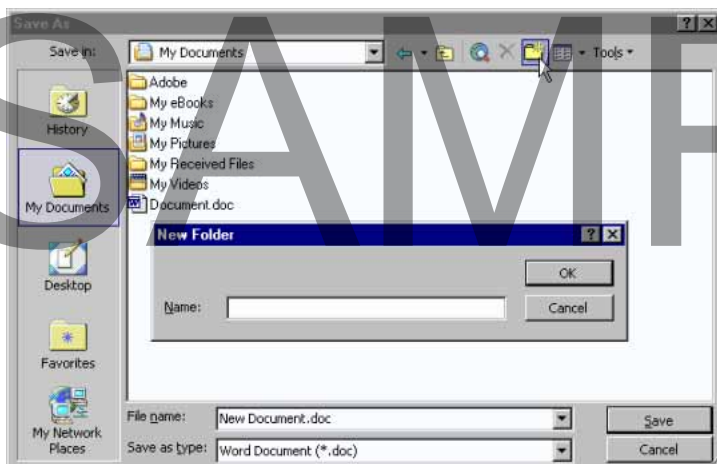 Save As
Save in:
My Documents
Tools
Adobe
My eBooks
My Music
My Pictures
My Received Files
My Videos
Document.doc
History
My Documents
Desktop
Favorites
My Network
Places
New Folder
OK
Name:
Cancel
File name:
New Document.doc
Save
Save as type:
Word Document (*.doc)
Cancel
SAMP